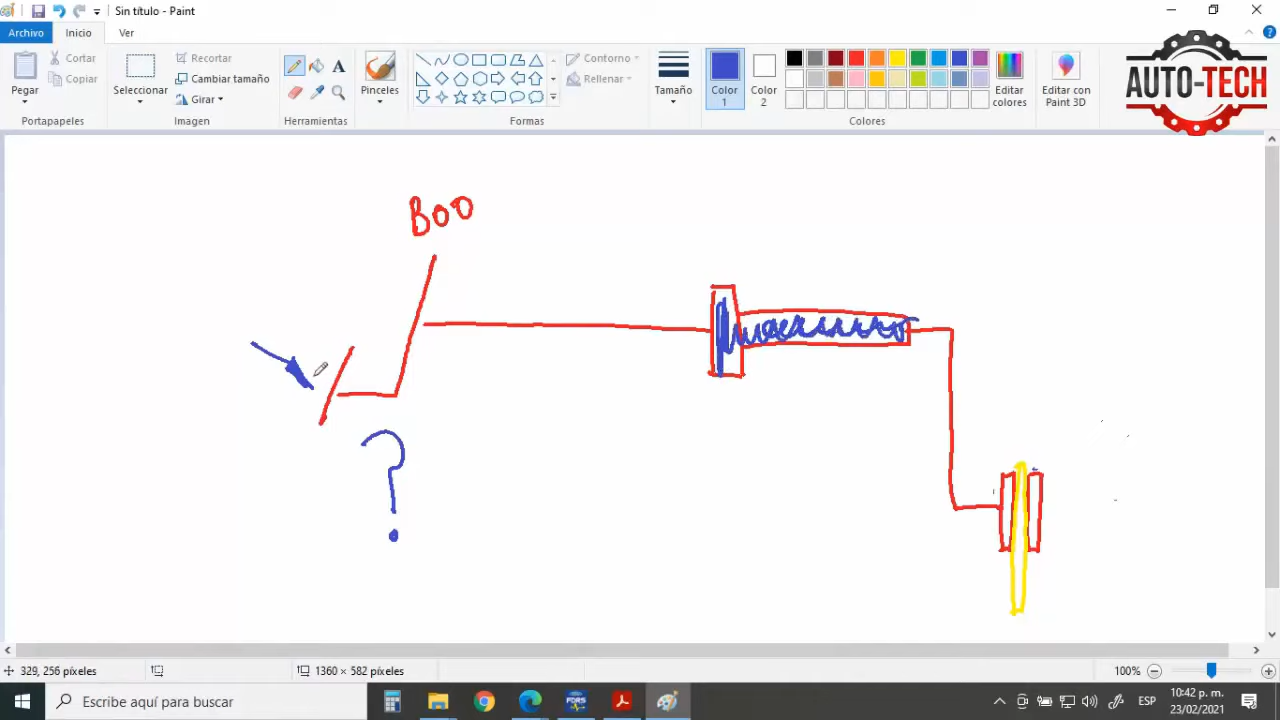 Sin título - Paint
Archivo
Inicio
Ver
Pegar
Cortar
Copiar
Portapapeles
Seleccionar
Recortar
Cambiar tamaño
Girar
Imagen
A
Herramientas
Pinceles
Contorno
Rellenar
Formas
Tamaño
Color 1
Color 2
Editar colores
Editar con Paint 3D
Colores
AUTO-TECH
BOO
?
329, 256 píxeles
1360 × 582 píxeles
100%
Escribe aquí para buscar
FDRS
ESP
10:42 p. m.
23/02/2021